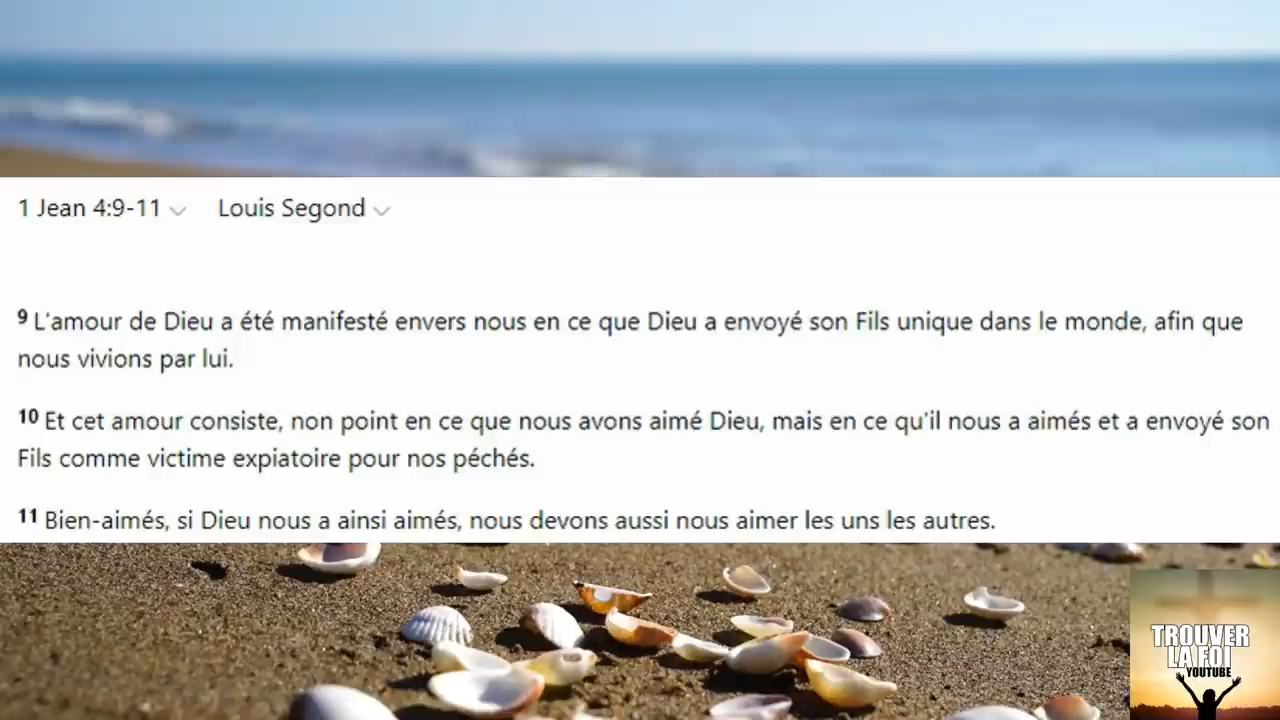 1 Jean 4:9-11 Louis Segond
9 L'amour de Dieu a été manifesté envers nous en ce que Dieu a envoyé son Fils unique dans le monde, afin que
nous vivions par lui.
10 Et cet amour consiste, non point en ce que nous avons aimé Dieu, mais en ce qu'il nous a aimés et a envoyé son
Fils comme victime expiatoire pour nos péchés.
11 Bien-aimés, si Dieu nous a ainsi aimés, nous devons aussi nous aimer les uns les autres.
TROUVER
LA FOI
YOUTUBE